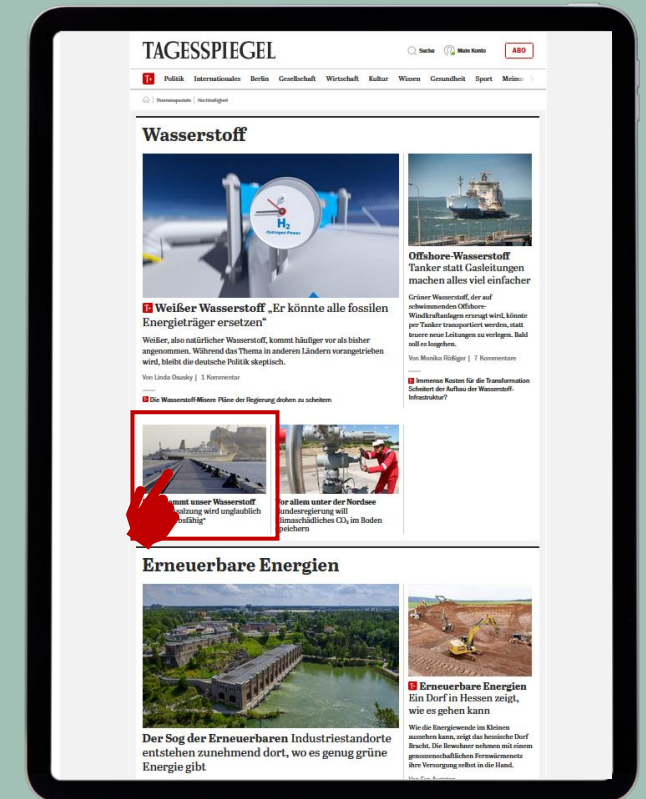 TAGESSPIEGEL
Suche
Mein Konto
ABO
T+ Politik Internationales Berlin Gesellschaft Wirtschaft Kultur Wissen Gesundheit Sport
Themenspezials | Nachhaltigkeit
Wasserstoff
H2
Hydrogen Power
T+ Weißer Wasserstoff „Er könnte alle fossilen
Energieträger ersetzen“
Weißer, also natürlicher Wasserstoff, kommt häufiger vor als bisher
angenommen. Während das Thema in anderen Ländern vorangetrieben
wird, bleibt die deutsche Politik skeptisch.
Von Linda Osusky | 1 Kommentar
T+ Die Wasserstoff-Misere Pläne der Regierung drohen zu scheitern
Offshore-Wasserstoff
Tanker statt Gasleitungen
machen alles viel einfacher
Grüner Wasserstoff, der auf
schwimmenden Offshore-
Windkraftanlagen erzeugt wird, könnte
per Tanker transportiert werden, statt
teuere neue Leitungen zu verlegen. Bald
soll es losgehen.
Von Monika Rößiger | 7 Kommentare
T+ Immense Kosten für die Transformation
Scheitert der Aufbau der Wasserstoff-
Infrastruktur?
unser Wasserstoff
wird unglaublich
Vor allem unter der Nordsee
Bundesregierung will
klimaschädliches CO₂ im Boden
speichern
Erneuerbare Energien
Der Sog der Erneuerbaren Industriestandorte
entstehen zunehmend dort, wo es genug grüne
Energie gibt
T+ Erneuerbare Energien
Ein Dorf in Hessen zeigt,
wie es gehen kann
Wie die Energiewende im Kleinen
aussehen kann, zeigt das hessische Dorf
Bracht. Die Bewohner nehmen mit einem
genossenschaftlichen Fernwärmenetz
ihre Versorgung selbst in die Hand.